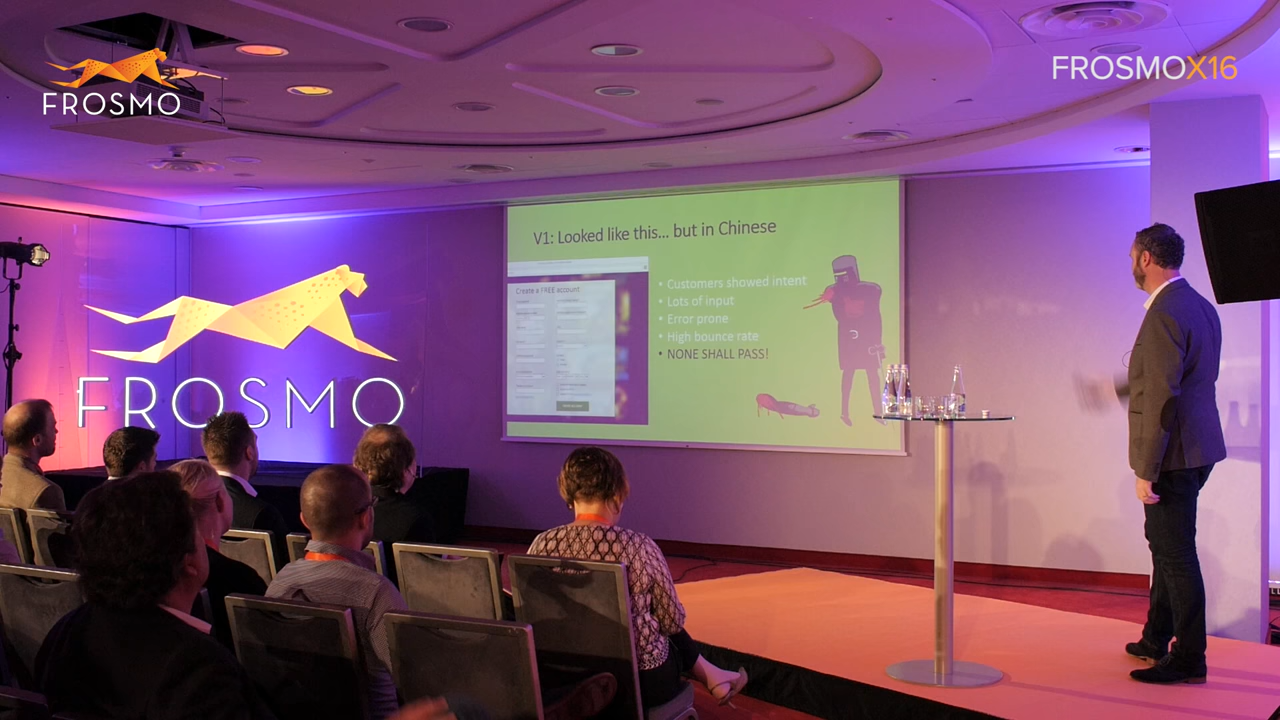 FROSMO
FROSMOX16
V1: Looked like this... but in Chinese
Create a FREE account
• Customers showed intent
• Lots of input
• Error prone
• High bounce rate
• NONE SHALL PASS!
FROSMO